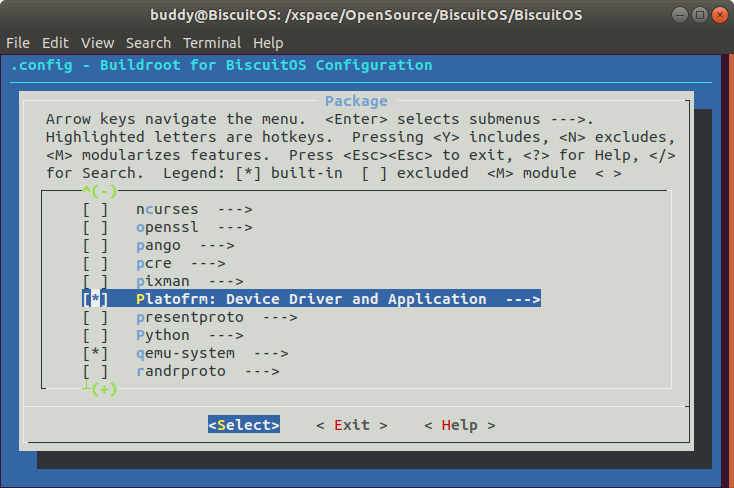 buddy@BiscuitOS: /xspace/OpenSource/BiscuitOS/BiscuitOS
File Edit View Search Terminal Help
.config - Buildroot for BiscuitOS Configuration
Package
Arrow keys navigate the menu.  <Enter> selects submenus --->.
Highlighted letters are hotkeys.  Pressing <Y> includes, <N> excludes,
<M> modularizes features.  Press <Esc><Esc> to exit, <?> for Help, </>
for Search.  Legend: [*] built-in  [ ] excluded  <M> module  < >
^(-)
[ ]   ncurses  --->
[ ]   openssl  --->
[ ]   pango  --->
[ ]   pcre  --->
[ ]   pixman  --->
[*]   Platofrm: Device Driver and Application  --->
[ ]   presentproto  --->
[ ]   Python  --->
[*]   qemu-system  --->
[ ]   randrproto  --->
┴(+)
<Select>    < Exit >    < Help >